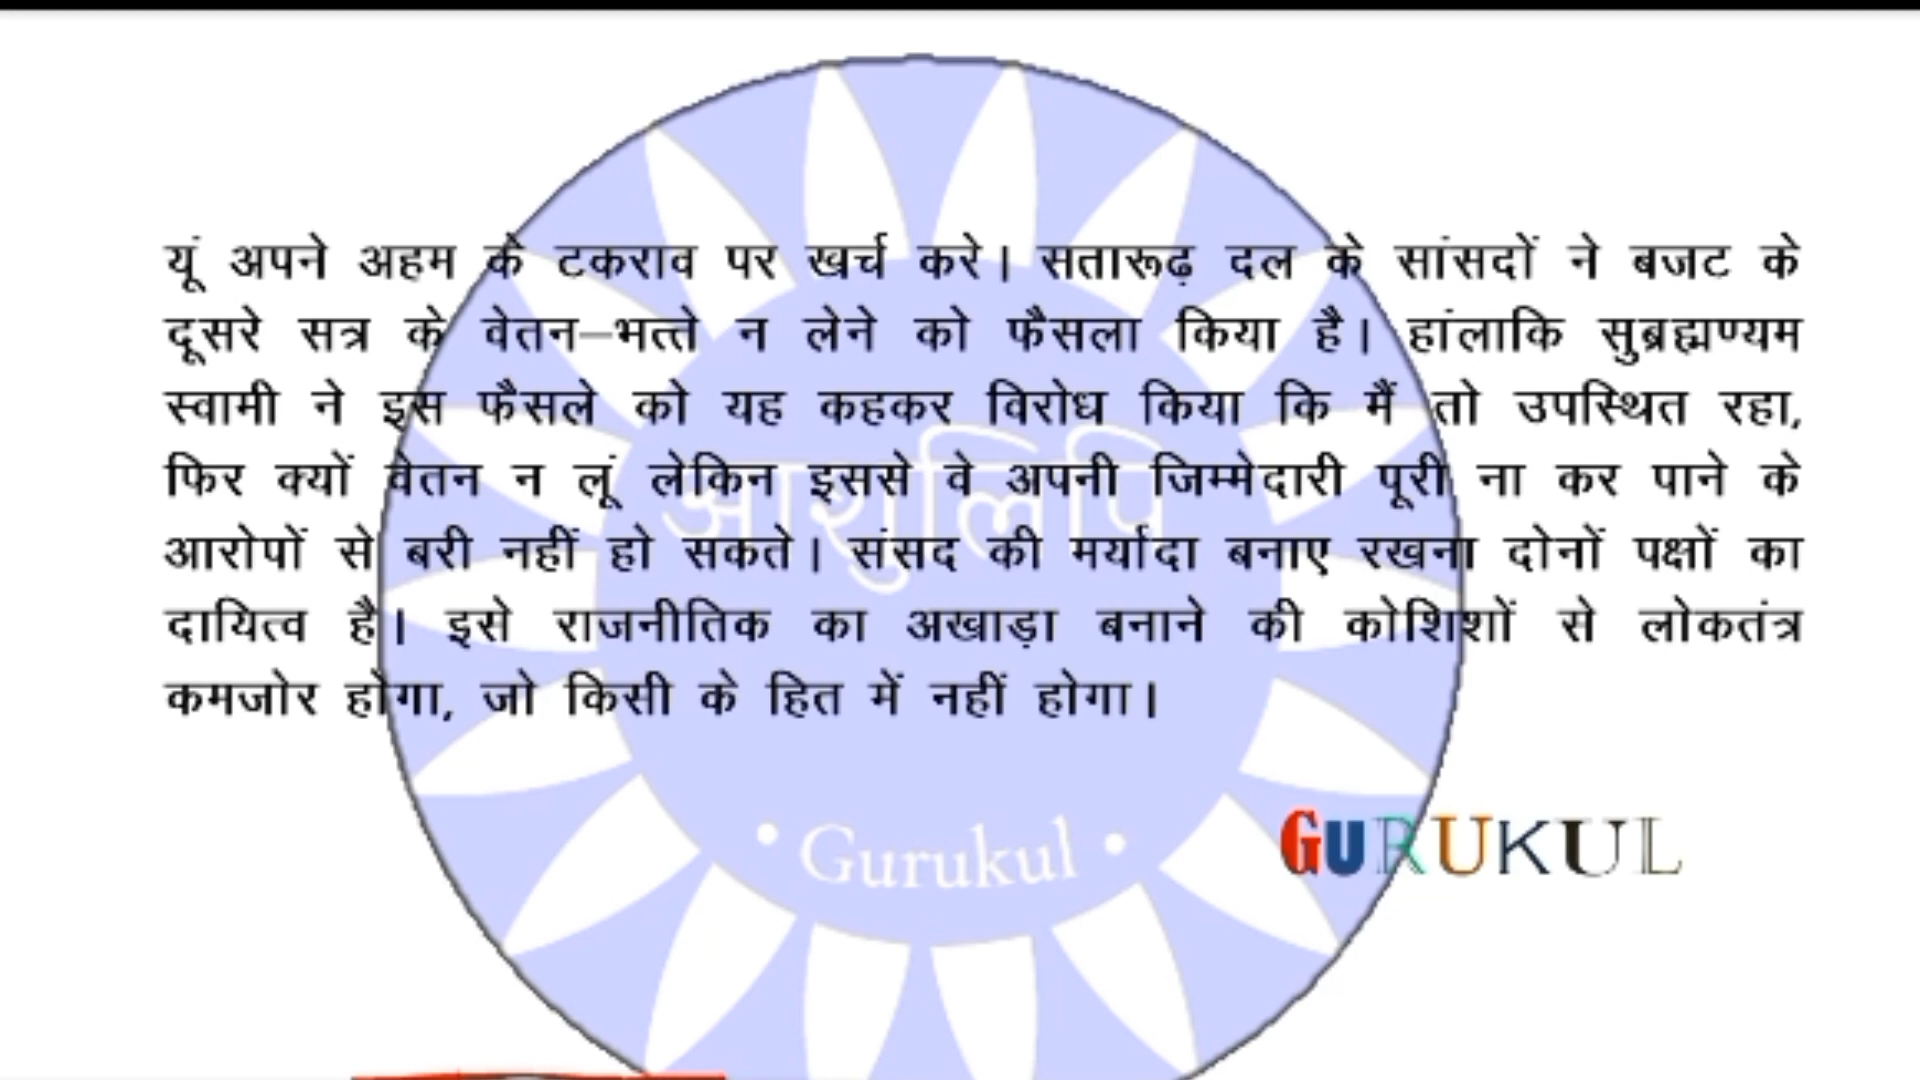 यूं अपने अहम के टकराव पर खर्च करे। सतारूढ़ दल के सांसदों ने बजट के
दूसरे सत्र के वेतन–भत्ते न लेने को फैसला किया है। हांलाकि सुब्रह्मण्यम
स्वामी ने इस फैसले को यह कहकर विरोध किया कि मैं तो उपस्थित रहा,
फिर क्यों वेतन न लूं लेकिन इससे वे अपनी जिम्मेदारी पूरी ना कर पाने के
आशुलिपि
आरोपों से बरी नहीं हो सकते। संसद की मर्यादा बनाए रखना दोनों पक्षों का
दायित्व है। इसे राजनीतिक का अखाड़ा बनाने की कोशिशों से लोकतंत्र
कमजोर होगा, जो किसी के हित में नहीं होगा।
• Gurukul •
GURUKUL